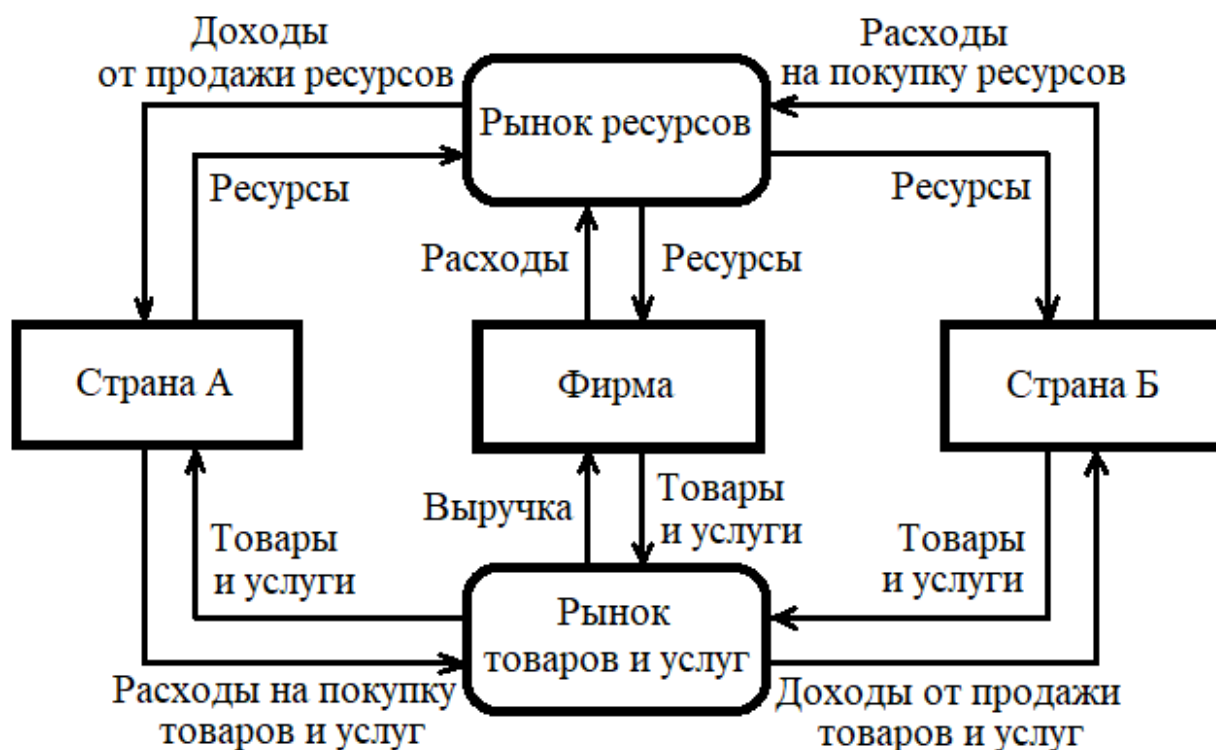 Доходы
от продажи ресурсов
Расходы
на покупку ресурсов
Рынок ресурсов
Ресурсы
Ресурсы
Расходы
Ресурсы
Страна А
Фирма
Страна Б
Выручка
Товары
и услуги
Товары
и услуги
Товары
и услуги
Рынок
товаров и услуг
Расходы на покупку
товаров и услуг
Доходы от продажи
товаров и услуг